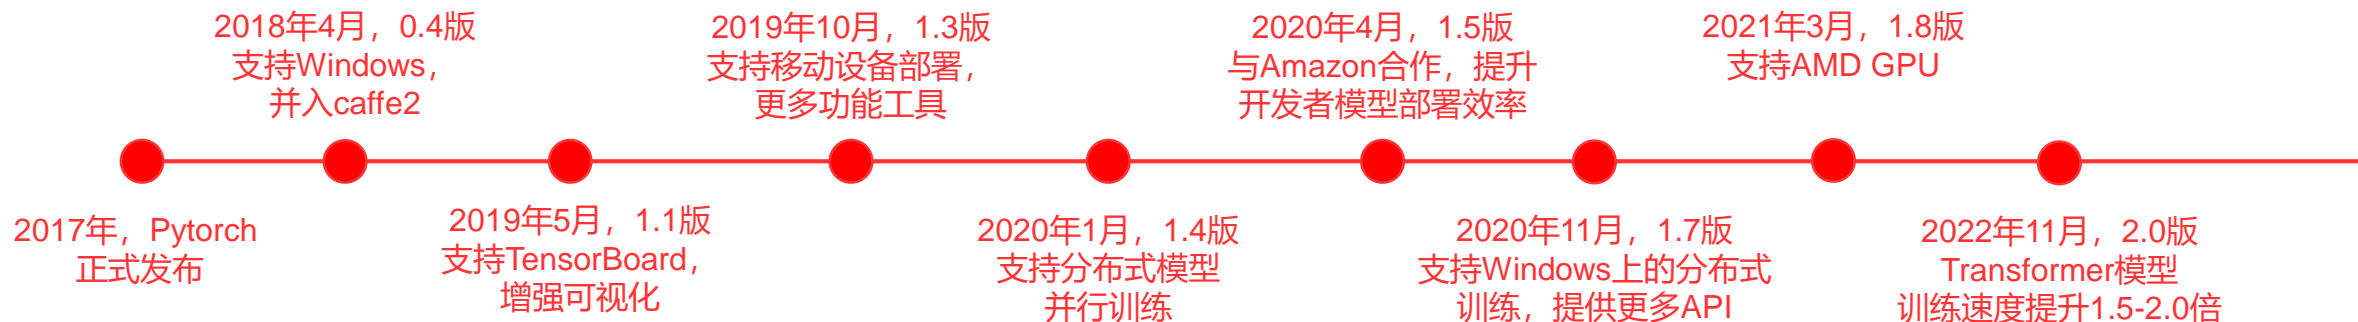 2017年，Pytorch
正式发布
2018年4月，0.4版
支持Windows，
并入caffe2
2019年5月，1.1版
支持TensorBoard，
增强可视化
2019年10月，1.3版
支持移动设备部署，
更多功能工具
2020年1月，1.4版
支持分布式模型
并行训练
2020年4月，1.5版
与Amazon合作，提升
开发者模型部署效率
2020年11月，1.7版
支持Windows上的分布式
训练，提供更多API
2021年3月，1.8版
支持AMD GPU
2022年11月，2.0版
Transformer模型
训练速度提升1.5-2.0倍